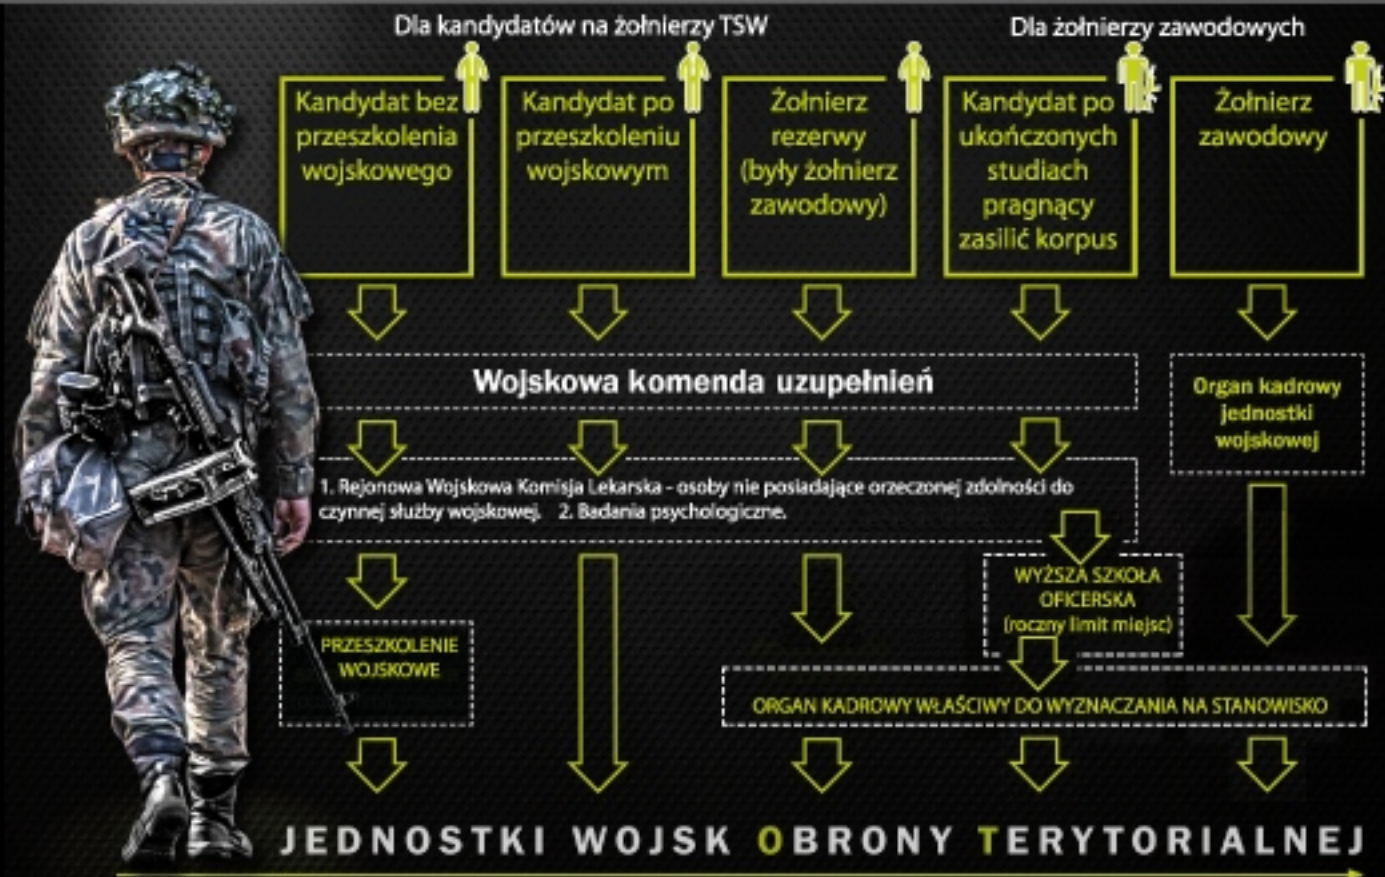 Dla kandydatów na żołnierzy TSW
Dla żołnierzy zawodowych
Kandydat bez
przeszkolenia
wojskowego
Kandydat po
przeszkoleniu
wojskowym
Żołnierz
rezerwy
(były żołnierz
zawodowy)
Kandydat po
ukończonych
studiach
pragnący
zasilić korpus
Żołnierz
zawodowy
Wojskowa komenda uzupełnień
Organ kadrowy
jednostki
wojskowej
1. Rejonowa Wojskowa Komisja Lekarska - osoby nie posiadające orzeczonej zdolności do
czynnej służby wojskowej. 2. Badania psychologiczne.
WYŻSZA SZKOŁA
OFICERSKA
(roczny limit miejsc)
PRZESZKOLENIE
WOJSKOWE
ORGAN KADROWY WŁAŚCIWY DO WYZNACZANIA NA STANOWISKO
JEDNOSTKI WOJSK OBRONY TERYTORIALNEJ